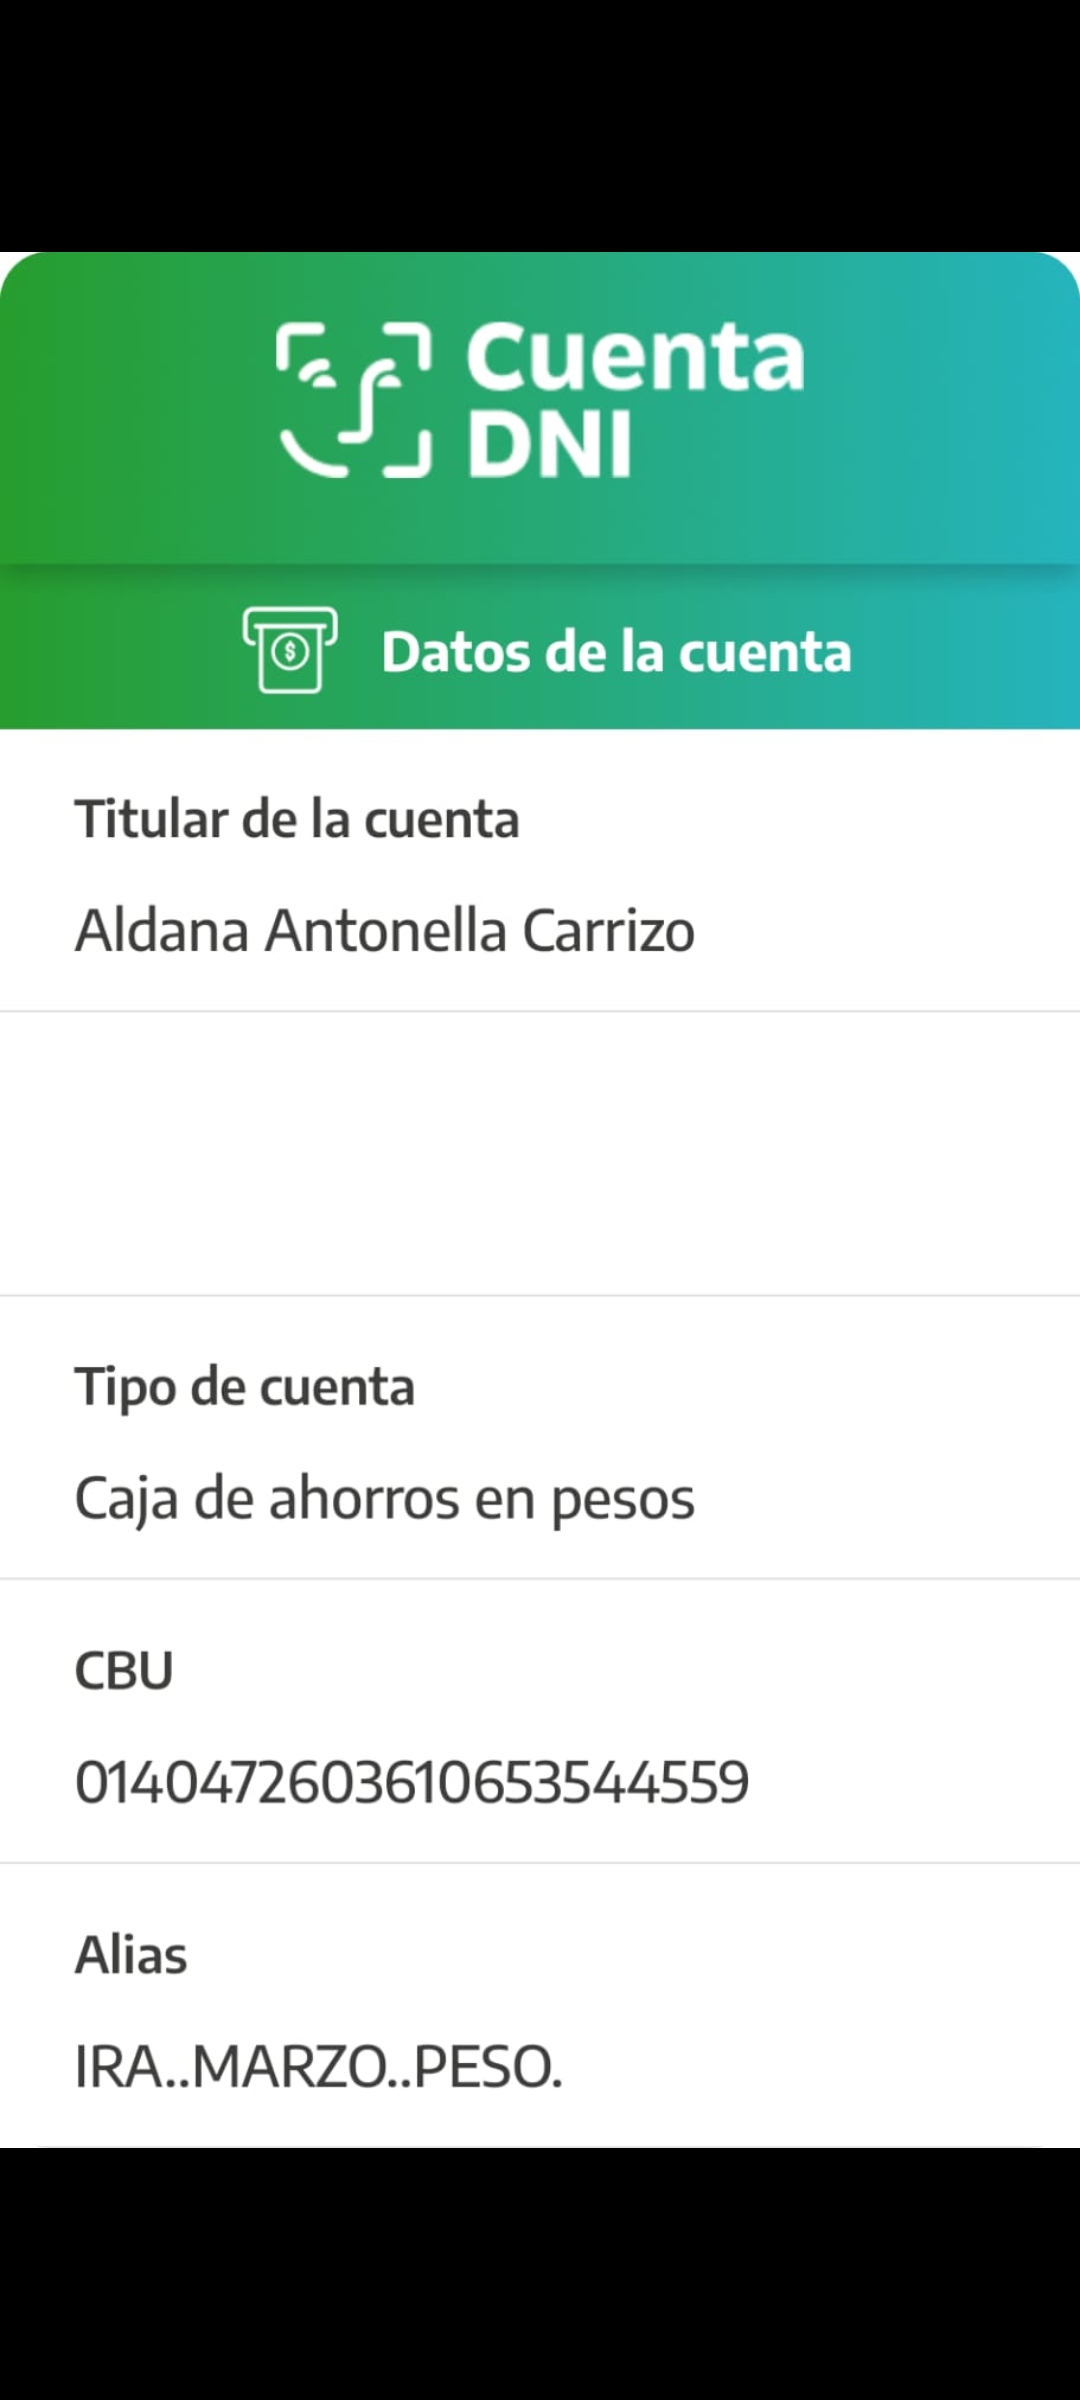 Cuenta
DNI
Datos de la cuenta
Titular de la cuenta
Aldana Antonella Carrizo
Tipo de cuenta
Caja de ahorros en pesos
CBU
0140472603610653544559
Alias
IRA..MARZO..PESO.